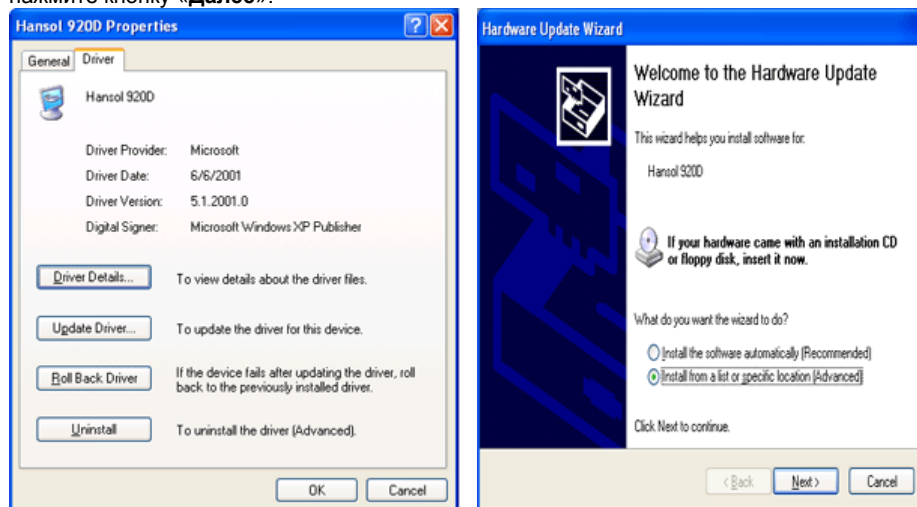 нажмите кнопку «Далее».
Hansol 920D Properties
General Driver
Hansol 920D
Driver Provider: Microsoft
Driver Date: 6/6/2001
Driver Version: 5.1.2001.0
Digital Signer: Microsoft Windows XP Publisher
Driver Details... To view details about the driver files.
Update Driver... To update the driver for this device.
Roll Back Driver If the device fails after updating the driver, roll
back to the previously installed driver.
Uninstall To uninstall the driver (Advanced).
OK Cancel
Hardware Update Wizard
Welcome to the Hardware Update
Wizard
This wizard helps you install software for:
Hansol 920D
If your hardware came with an installation CD
or floppy disk, insert it now.
What do you want the wizard to do?
Install the software automatically (Recommended)
Install from a list or specific location (Advanced)
Click Next to continue.
< Back Next > Cancel